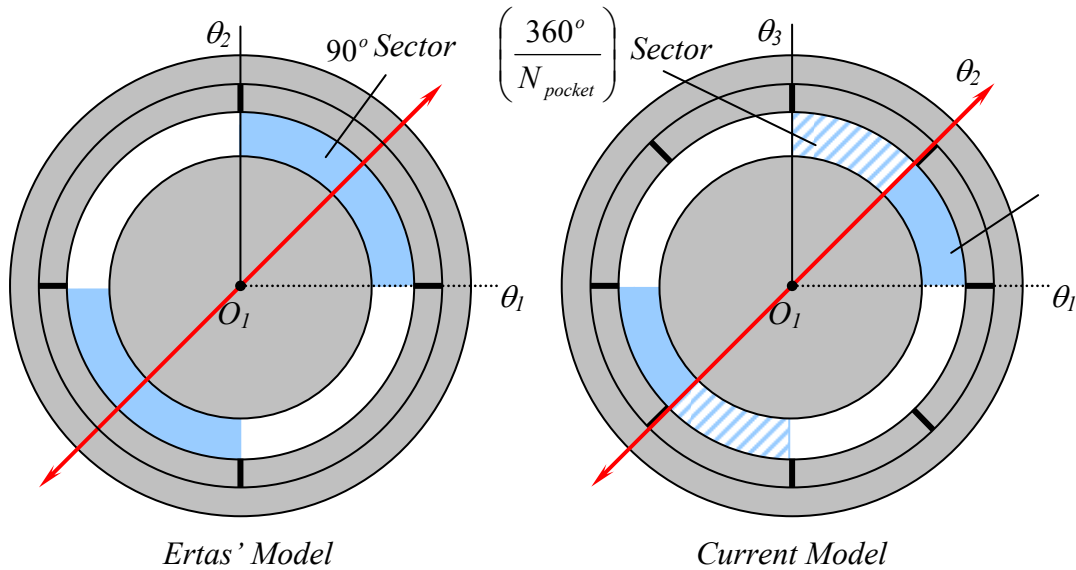 θ₂
90° Sector
θ₁
O₁
Ertas' Model
(360° / N_pocket) Sector
θ₃
θ₂
θ₁
O₁
Current Model